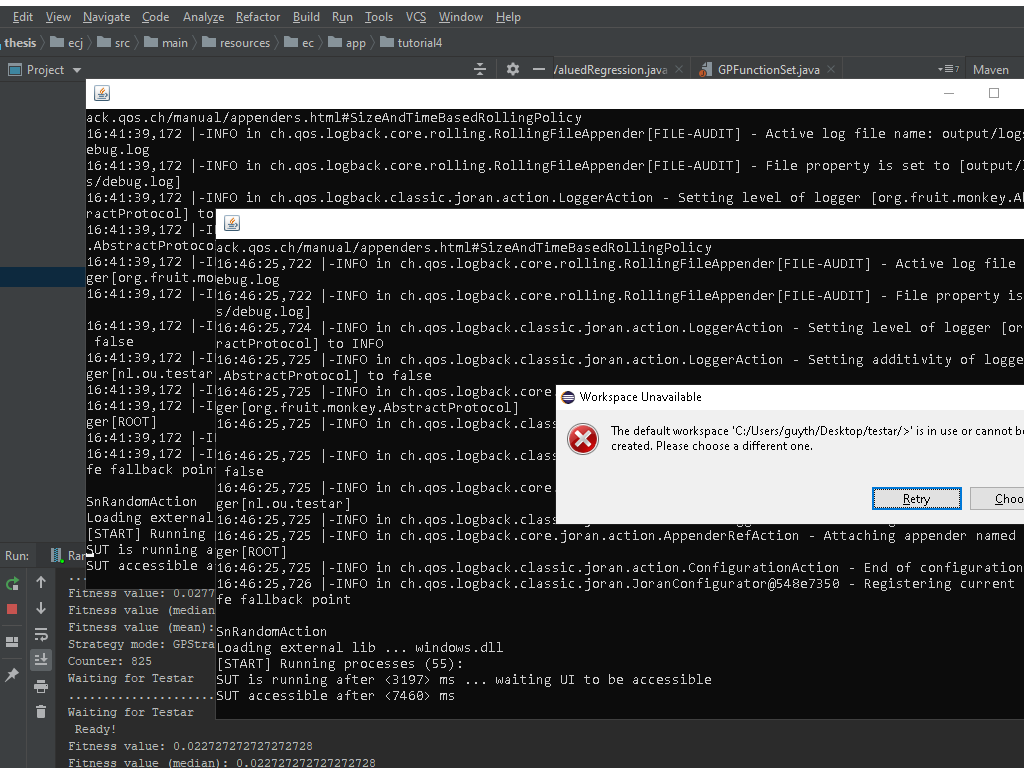 Edit View Navigate Code Analyze Refactor Build Run Tools VCS Window Help
thesis ecj src main resources ec app tutorial4
Project /aluedRegression.java GPFunctionSet.java 7 Maven
ack.qos.ch/manual/appenders.html#SizeAndTimeBasedRollingPolicy
16:41:39,172 |-INFO in ch.qos.logback.core.rolling.RollingFileAppender[FILE-AUDIT] - Active log file name: output/logs
ebug.log
16:41:39,172 |-INFO in ch.qos.logback.core.rolling.RollingFileAppender[FILE-AUDIT] - File property is set to [output/
s/debug.log]
16:41:39,172 |-INFO in ch.qos.logback.classic.joran.action.LoggerAction - Setting level of logger [org.fruit.monkey.A
ractProtocol] to
16:41:39,172 |-I
.AbstractProtoco
16:41:39,172 |-I
ger[org.fruit.mo
16:41:39,172 |-I
16:41:39,172 |-I
false
16:41:39,172 |-I
ger[nl.ou.testar
16:41:39,172 |-I
16:41:39,172 |-I
ger[ROOT]
16:41:39,172 |-I
16:41:39,172 |-I
fe fallback poin
SnRandomAction
Loading external
[START] Running
SUT is running a
SUT accessible a
ack.qos.ch/manual/appenders.html#SizeAndTimeBasedRollingPolicy
16:46:25,722 |-INFO in ch.qos.logback.core.rolling.RollingFileAppender[FILE-AUDIT] - Active log file
ebug.log
16:46:25,722 |-INFO in ch.qos.logback.core.rolling.RollingFileAppender[FILE-AUDIT] - File property is
s/debug.log]
16:46:25,724 |-INFO in ch.qos.logback.classic.joran.action.LoggerAction - Setting level of logger [or
ractProtocol] to INFO
16:46:25,725 |-INFO in ch.qos.logback.classic.joran.action.LoggerAction - Setting additivity of logge
.AbstractProtocol] to false
16:46:25,725 |-INFO in ch.qos.logback.core.
ger[org.fruit.monkey.AbstractProtocol]
16:46:25,725 |-INFO in ch.qos.logback.clas
16:46:25,725 |-INFO in ch.qos.logback.clas
false
16:46:25,725 |-INFO in ch.qos.logback.core.
ger[nl.ou.testar]
16:46:25,725 |-INFO in ch.qos.logback.clas
16:46:25,725 |-INFO in ch.qos.logback.core.joran.action.AppenderRefAction - Attaching appender named
ger[ROOT]
16:46:25,725 |-INFO in ch.qos.logback.classic.joran.action.ConfigurationAction - End of configuration
16:46:25,726 |-INFO in ch.qos.logback.classic.joran.JoranConfigurator@548e7350 - Registering current
fe fallback point
SnRandomAction
Loading external lib ... windows.dll
[START] Running processes (55):
SUT is running after <3197> ms ... waiting UI to be accessible
SUT accessible after <7460> ms
Workspace Unavailable
The default workspace 'C:/Users/guyth/Desktop/testar/>' is in use or cannot be
created. Please choose a different one.
Retry Choo
Run: Ra
...
Fitness value: 0.0277
Fitness value (median
Fitness value (mean):
Strategy mode: GPStra
Counter: 825
Waiting for Testar
......................
Waiting for Testar
Ready!
Fitness value: 0.022727272727272728
Fitness value (median): 0.022727272727272728